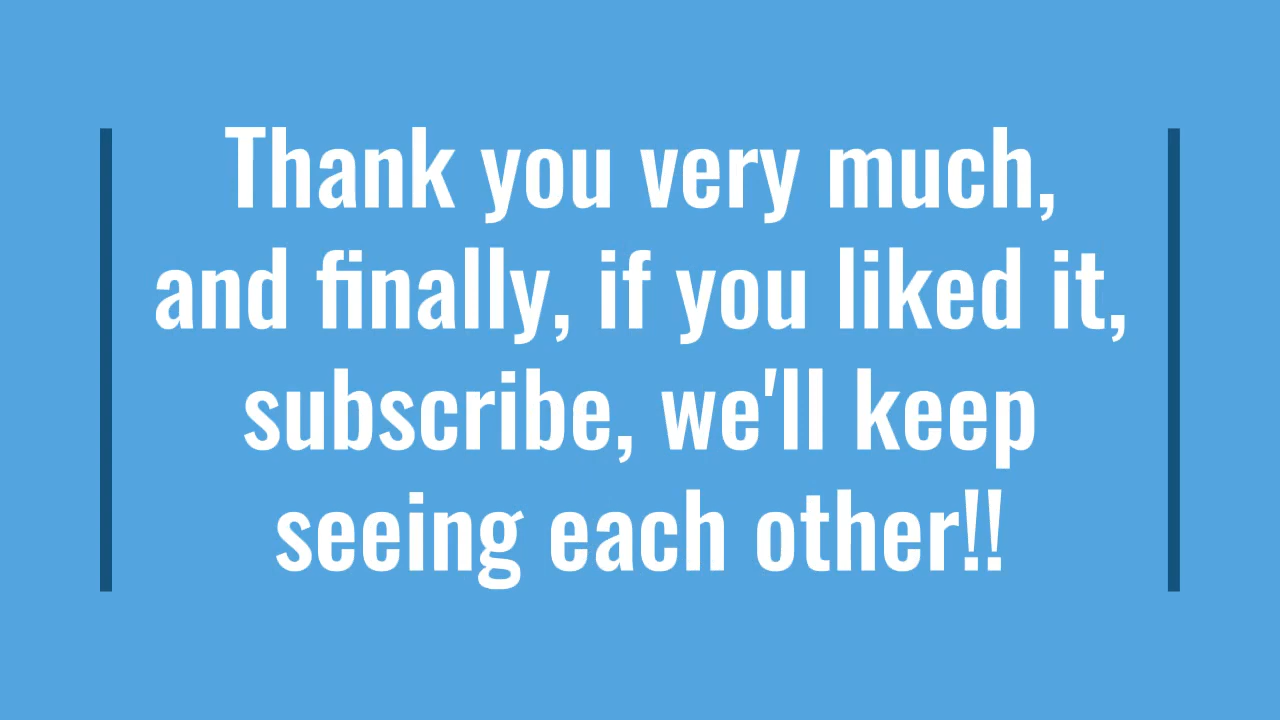 Thank you very much,
and finally, if you liked it,
subscribe, we'll keep
seeing each other!!